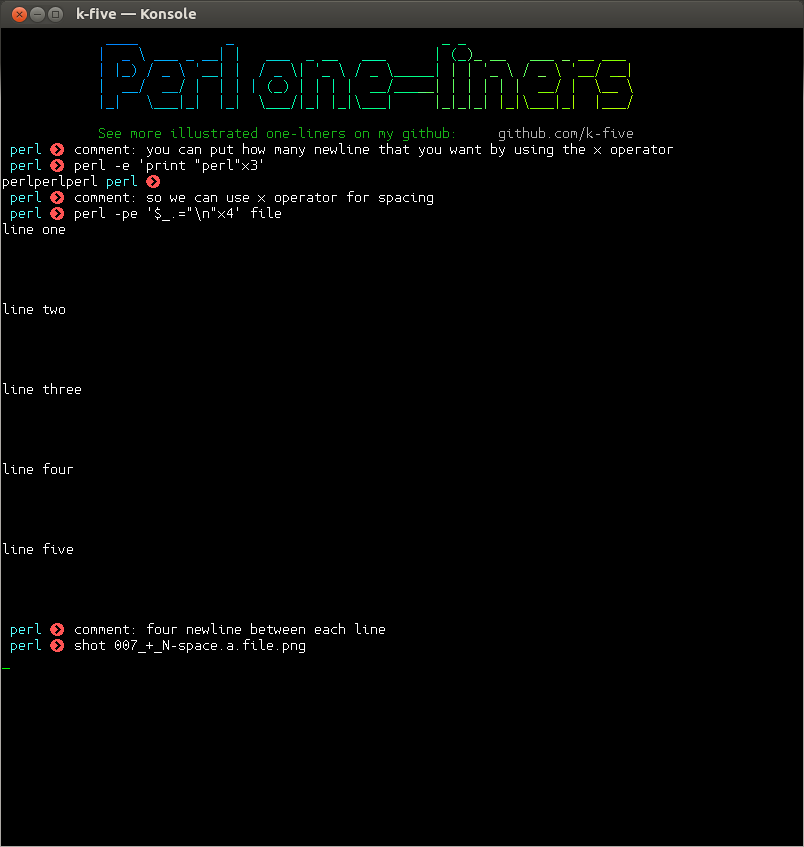 k-five — Konsole
Perl one-liners
See more illustrated one-liners on my github: github.com/k-five
perl comment: you can put how many newline that you want by using the x operator
perl perl -e 'print "perl"x3'
perlperlperl perl
perl comment: so we can use x operator for spacing
perl perl -pe '$_.="\n"x4' file
line one
line two
line three
line four
line five
perl comment: four newline between each line
perl shot 007_+_N-space.a.file.png